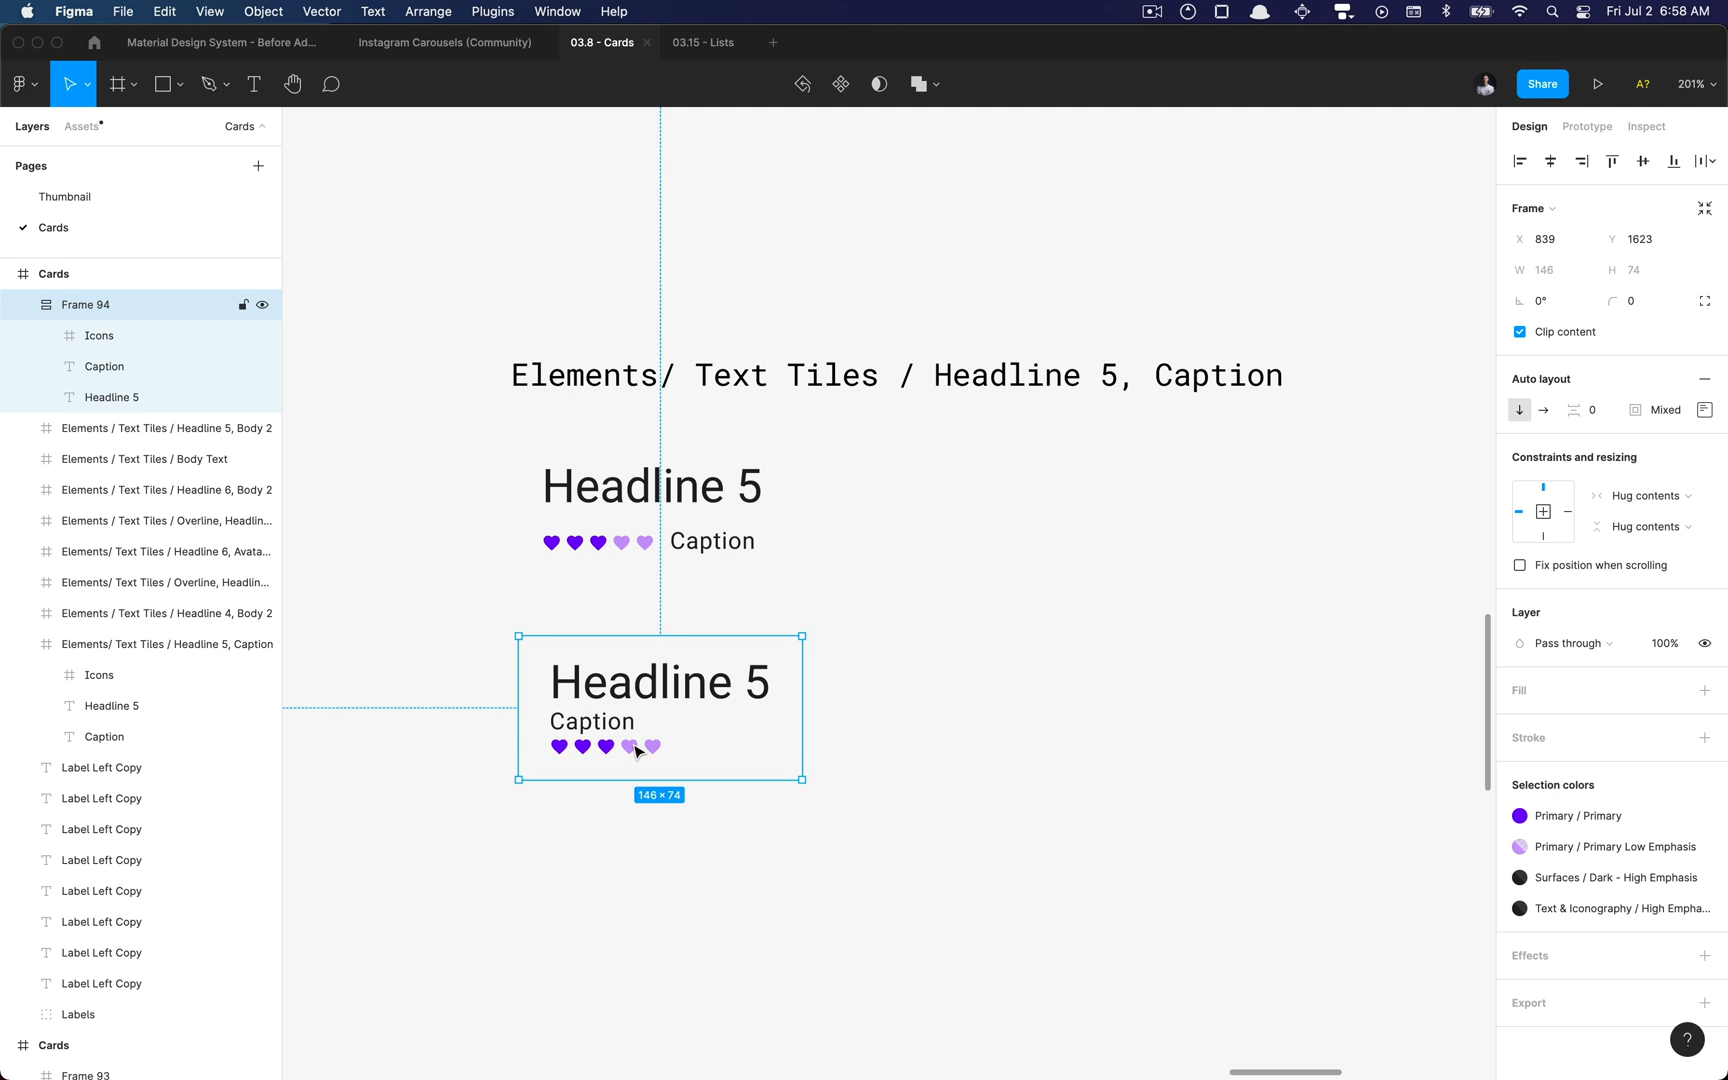 Figma File Edit View Object Vector Text Arrange Plugins Window Help Fri Jul 2 6:58 AM
Material Design System - Before Ad... Instagram Carousels (Community) 03.8 - Cards 03.15 - Lists
Share A? 201%
Layers Assets Cards
Pages
Thumbnail
Cards
Cards
Frame 94
Icons
Caption
Headline 5
Elements / Text Tiles / Headline 5, Body 2
Elements / Text Tiles / Body Text
Elements / Text Tiles / Headline 6, Body 2
Elements / Text Tiles / Overline, Headlin...
Elements/ Text Tiles / Headline 6, Avata...
Elements/ Text Tiles / Overline, Headlin...
Elements / Text Tiles / Headline 4, Body 2
Elements/ Text Tiles / Headline 5, Caption
Icons
Headline 5
Caption
Label Left Copy
Label Left Copy
Label Left Copy
Label Left Copy
Label Left Copy
Label Left Copy
Label Left Copy
Label Left Copy
Labels
Cards
Frame 93
Elements/ Text Tiles / Headline 5, Caption
Headline 5
Caption
Headline 5
Caption
146 × 74
Design Prototype Inspect
Frame
X 839 Y 1623
W 146 H 74
0° 0
Clip content
Auto layout
0 Mixed
Constraints and resizing
Hug contents
Hug contents
Fix position when scrolling
Layer
Pass through 100%
Fill
Stroke
Selection colors
Primary / Primary
Primary / Primary Low Emphasis
Surfaces / Dark - High Emphasis
Text & Iconography / High Empha...
Effects
Export
?